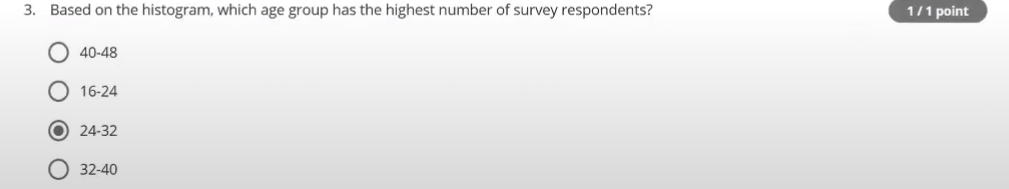 3. Based on the histogram, which age group has the highest number of survey respondents?
1 / 1 point
40-48
16-24
24-32
32-40